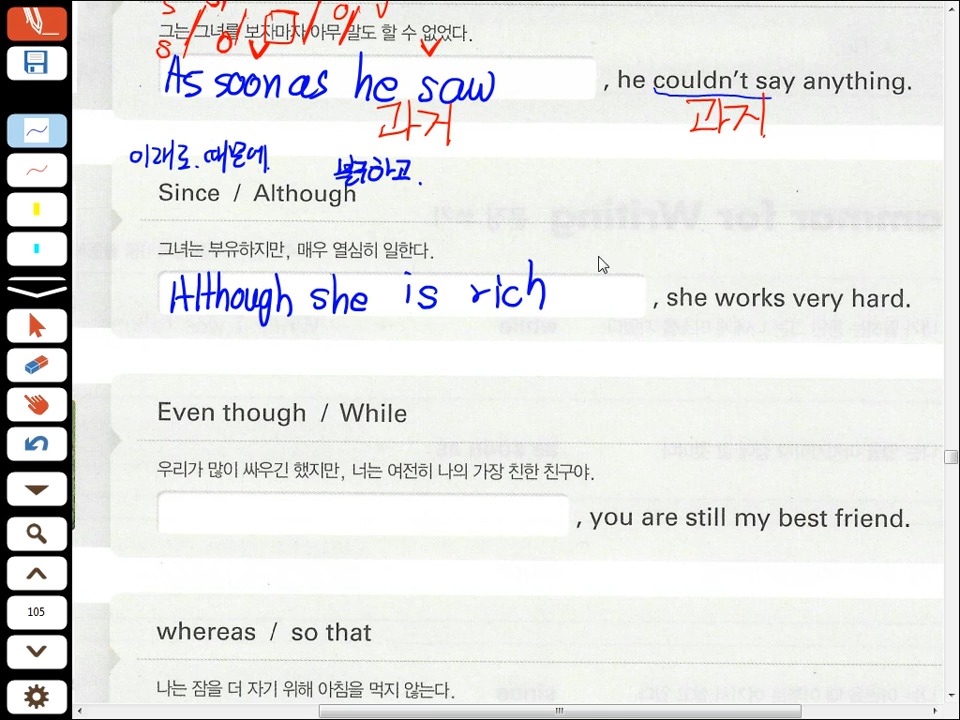 S / O / V
그는 그녀를 보자마자 아무 말도 할 수 없었다.
S O
As soon as he saw , he couldn't say anything.
과거 과거
이래로. 때문에 불구하고.
Since / Although
그녀는 부유하지만, 매우 열심히 일한다.
Although she is rich , she works very hard.
Even though / While
우리가 많이 싸우긴 했지만, 너는 여전히 나의 가장 친한 친구야.
, you are still my best friend.
105
whereas / so that
나는 잠을 더 자기 위해 아침을 먹지 않는다.